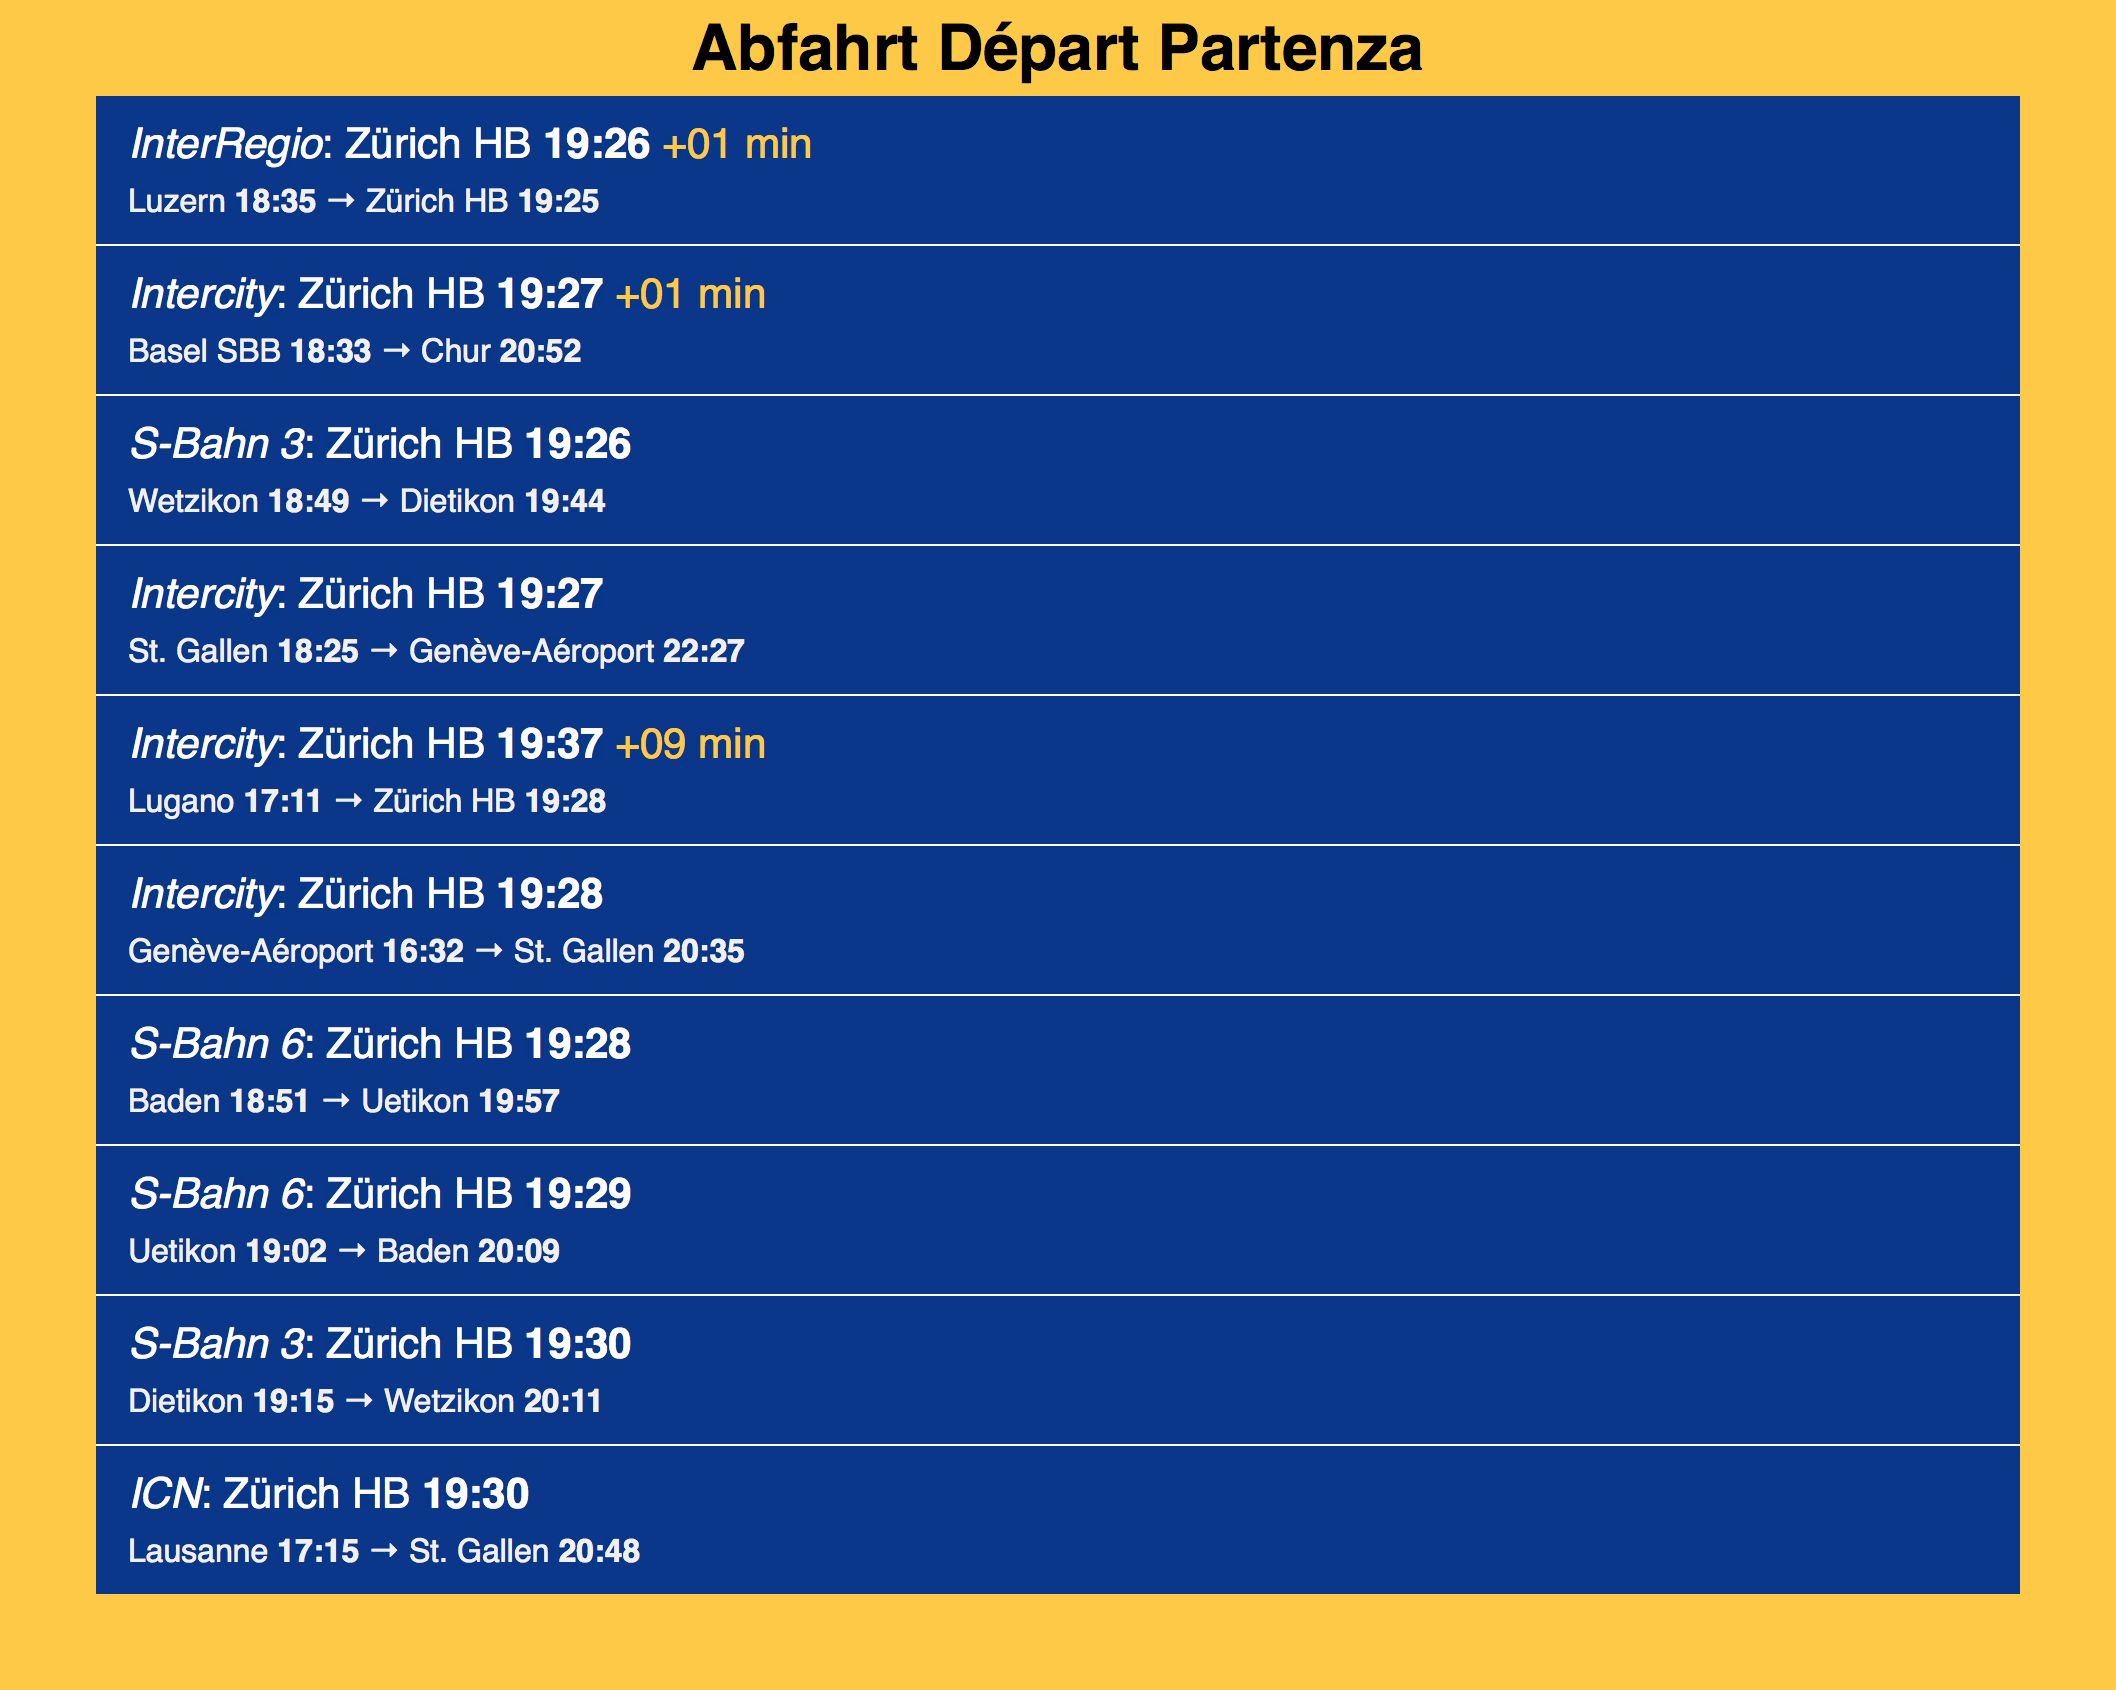 Abfahrt Départ Partenza
InterRegio: Zürich HB 19:26 +01 min
Luzern 18:35 → Zürich HB 19:25
Intercity: Zürich HB 19:27 +01 min
Basel SBB 18:33 → Chur 20:52
S-Bahn 3: Zürich HB 19:26
Wetzikon 18:49 → Dietikon 19:44
Intercity: Zürich HB 19:27
St. Gallen 18:25 → Genève-Aéroport 22:27
Intercity: Zürich HB 19:37 +09 min
Lugano 17:11 → Zürich HB 19:28
Intercity: Zürich HB 19:28
Genève-Aéroport 16:32 → St. Gallen 20:35
S-Bahn 6: Zürich HB 19:28
Baden 18:51 → Uetikon 19:57
S-Bahn 6: Zürich HB 19:29
Uetikon 19:02 → Baden 20:09
S-Bahn 3: Zürich HB 19:30
Dietikon 19:15 → Wetzikon 20:11
ICN: Zürich HB 19:30
Lausanne 17:15 → St. Gallen 20:48